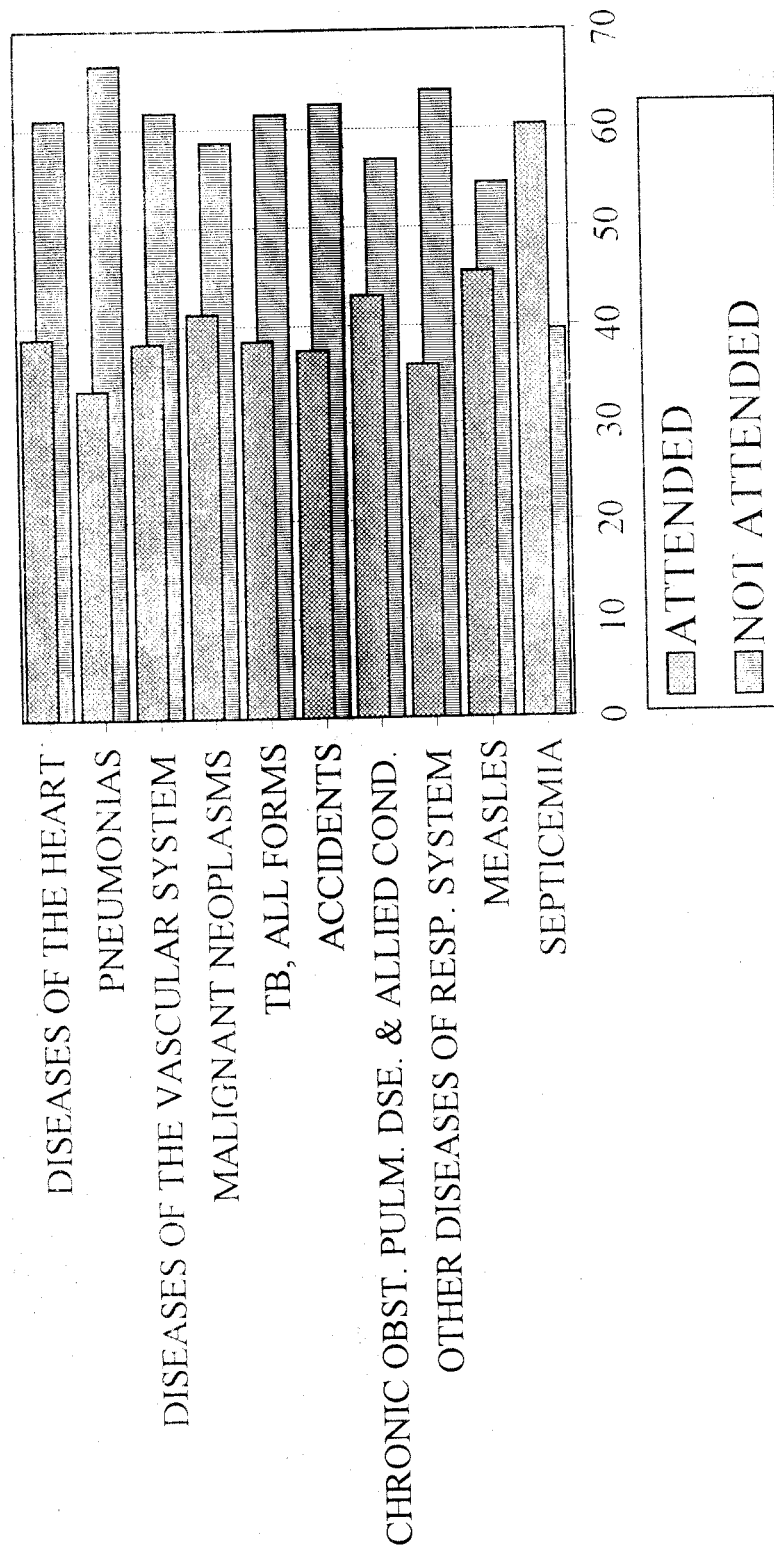 DISEASES OF THE HEART
PNEUMONIAS
DISEASES OF THE VASCULAR SYSTEM
MALIGNANT NEOPLASMS
TB, ALL FORMS
ACCIDENTS
CHRONIC OBST. PULM. DSE. & ALLIED COND.
OTHER DISEASES OF RESP. SYSTEM
MEASLES
SEPTICEMIA
0 10 20 30 40 50 60 70
ATTENDED
NOT ATTENDED